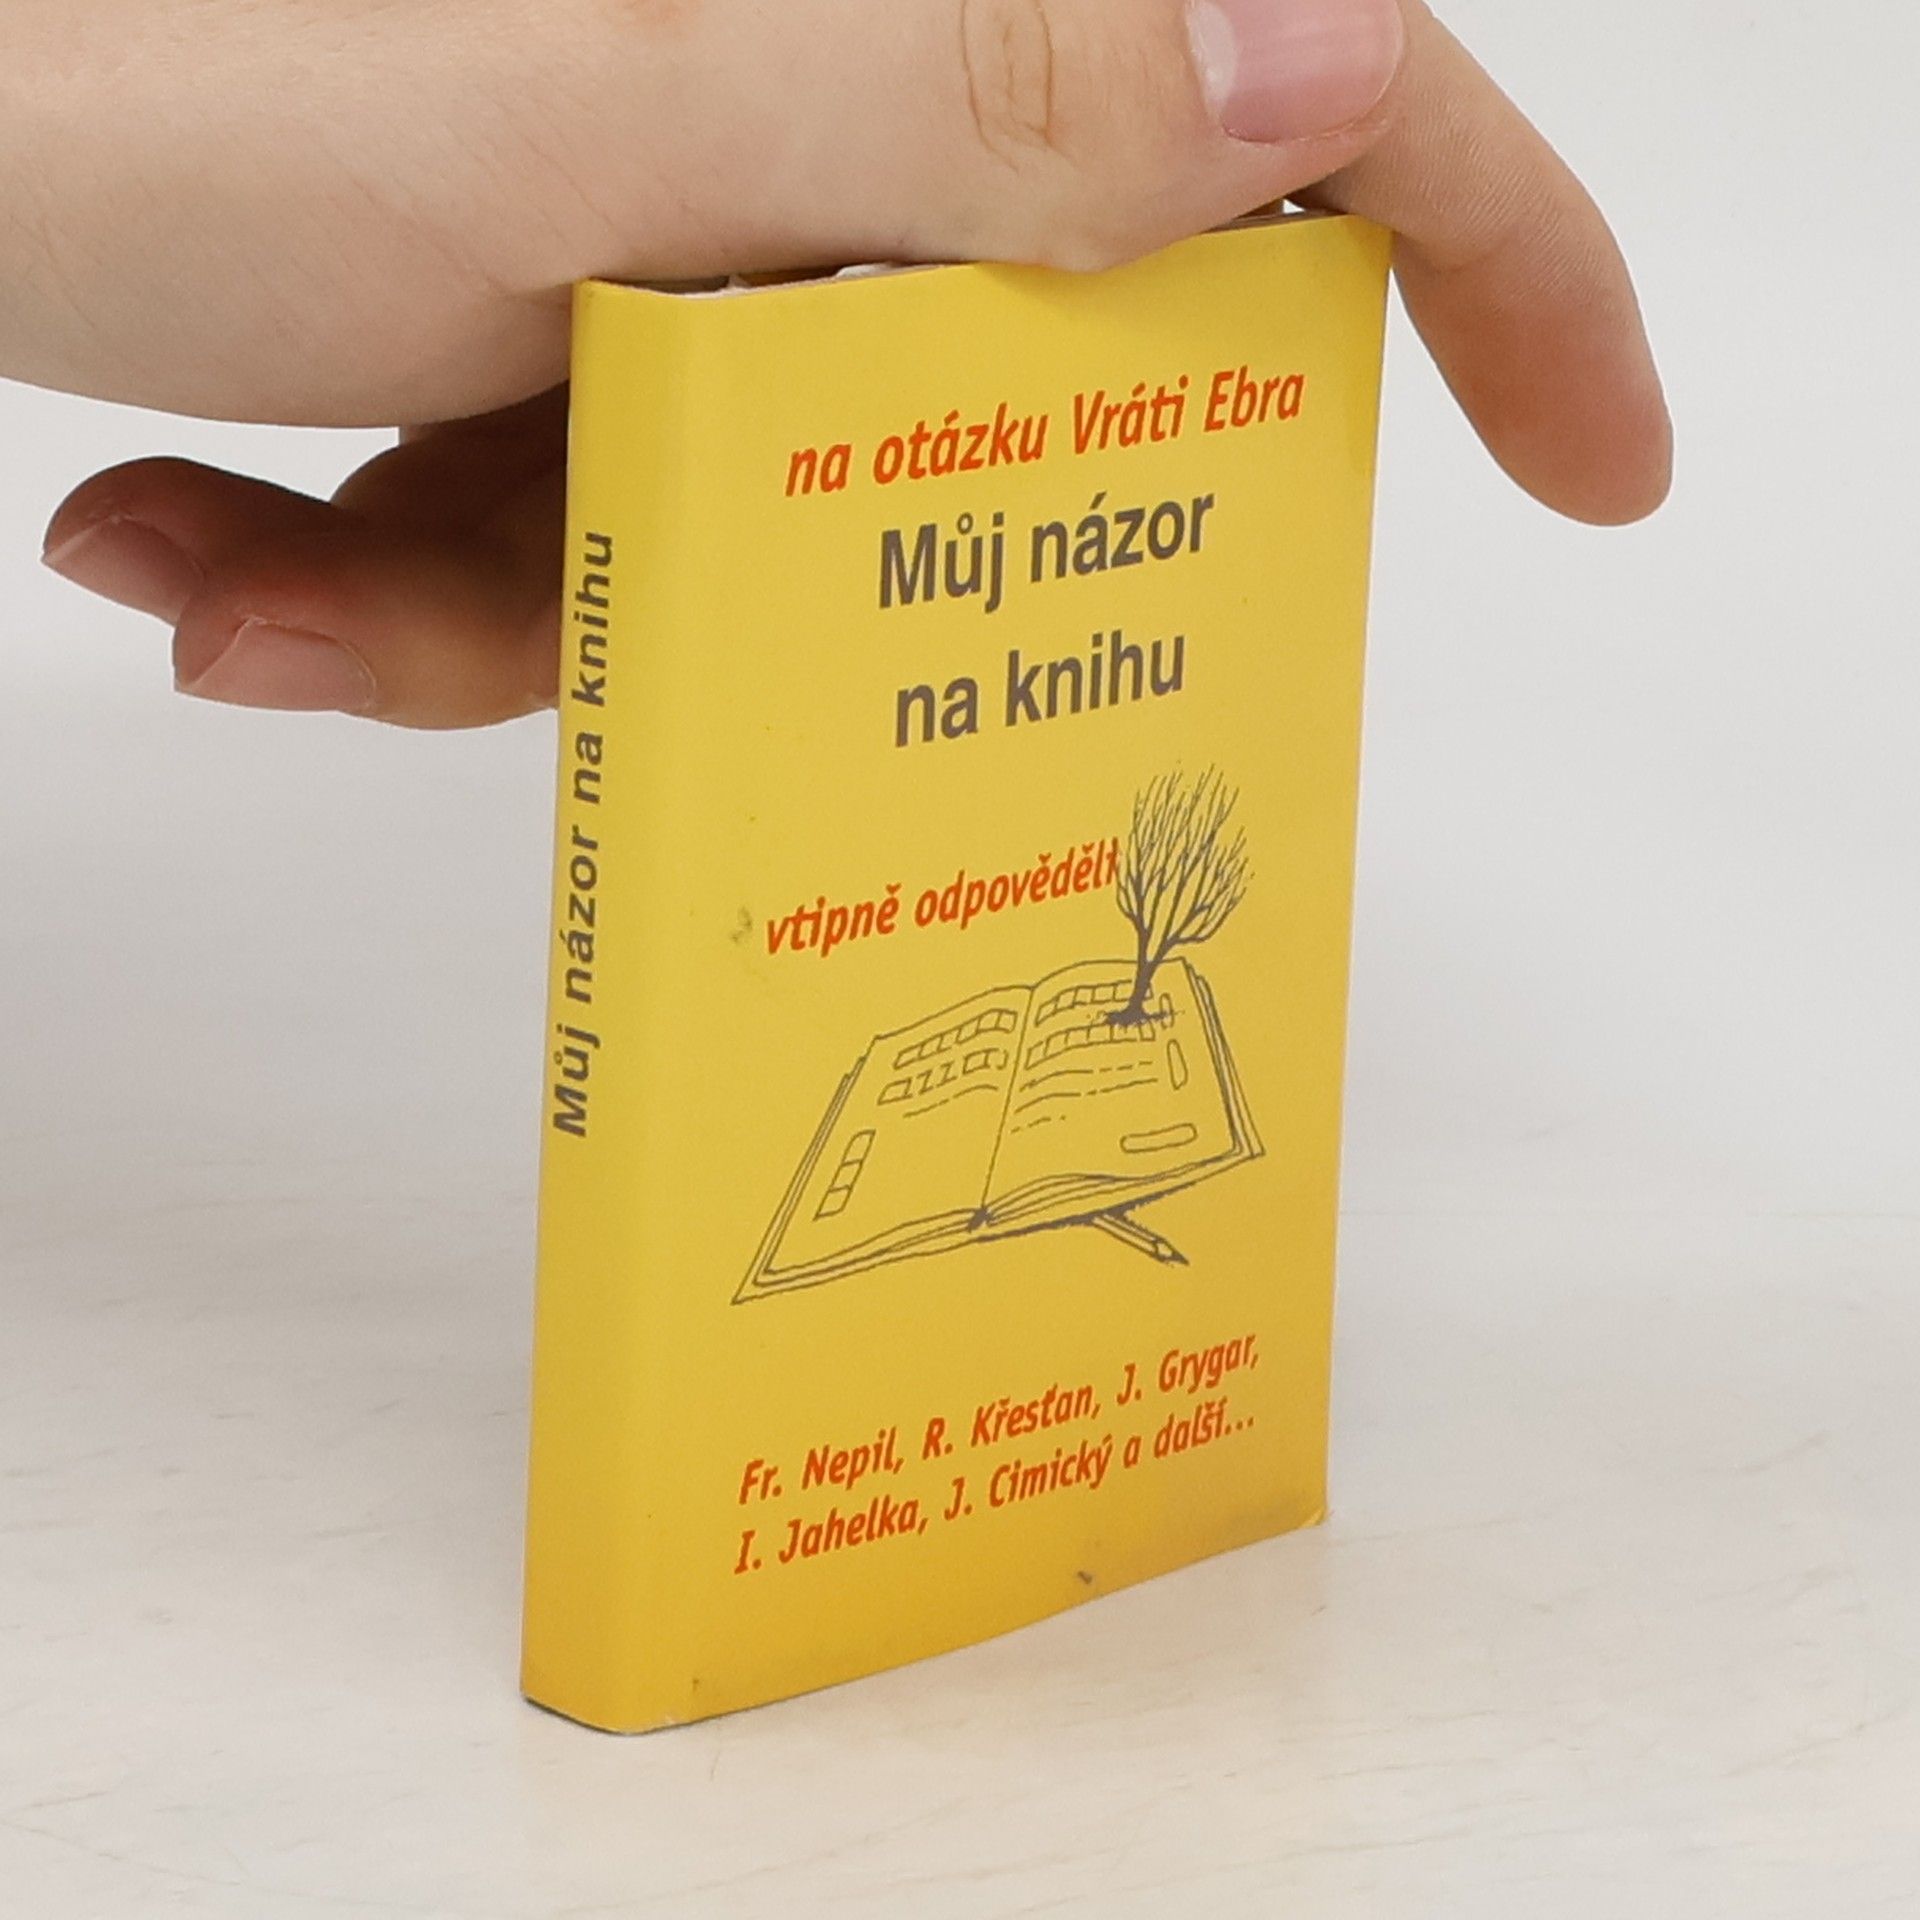 Můj názor na knihu
na otázku Vráti Ebra
Můj názor
na knihu
vtipně odpověděli
Fr. Nepil, R. Křesťan, J. Grygar,
I. Jahelka, J. Cimický a další...